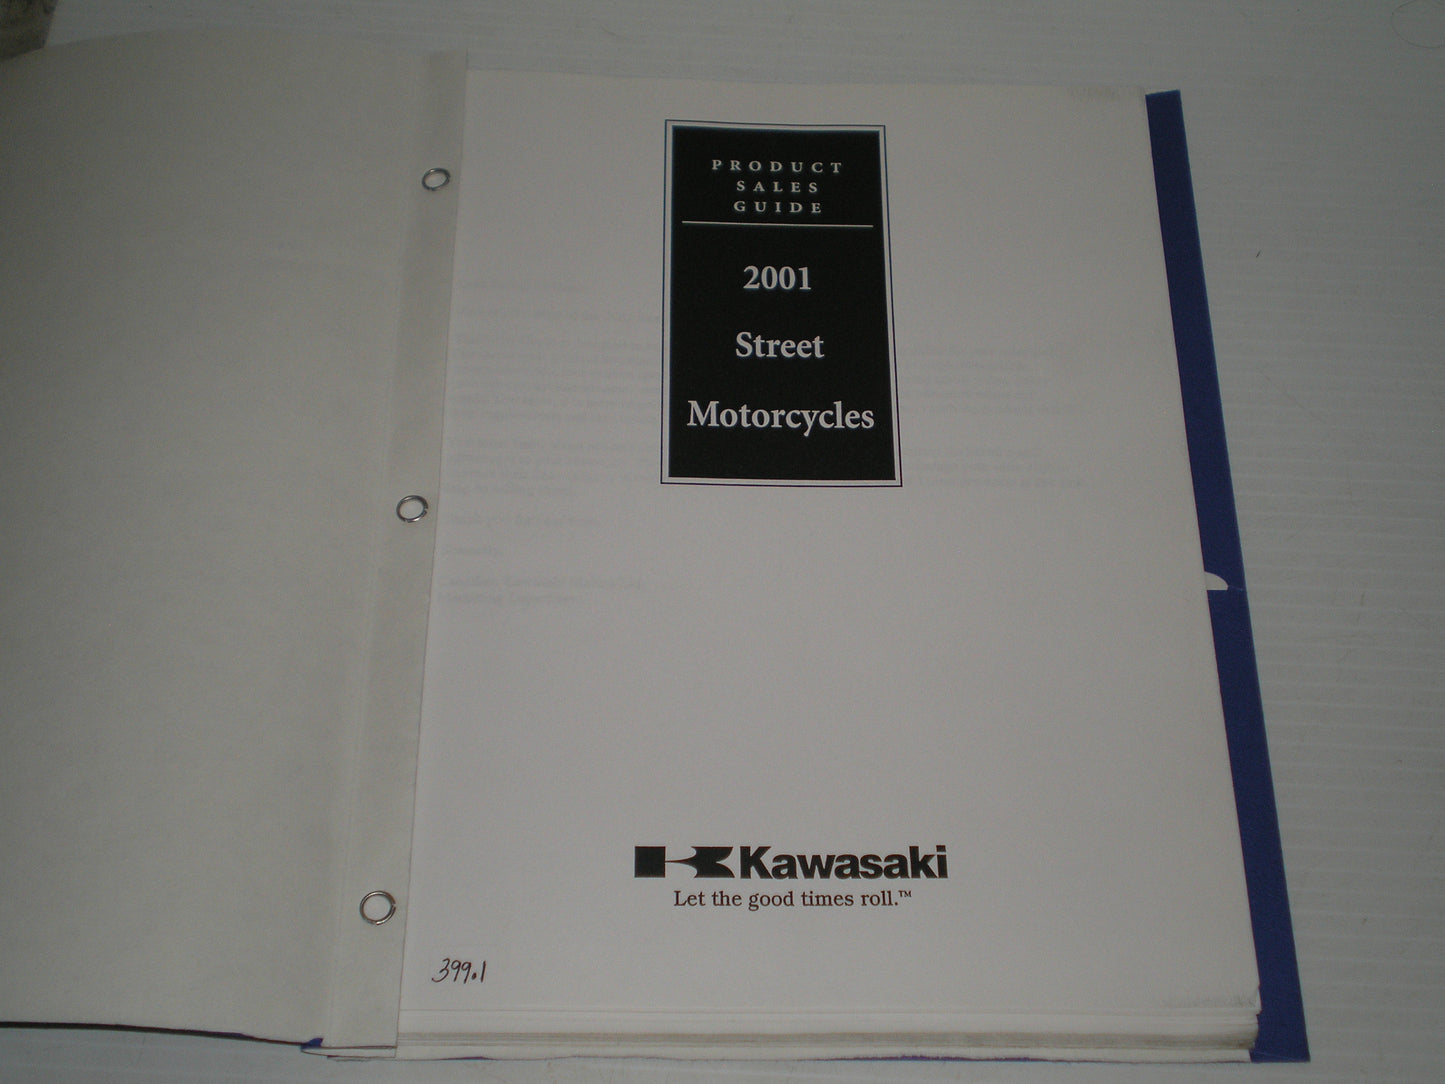 PRODUCT
SALES
GUIDE
2001
Street
Motorcycles
Kawasaki
Let the good times roll.™
399.1